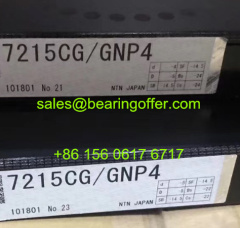 7215CG/GNP4
101801 No 21
NTN JAPAN
sales@bearingoffer.com
+86 156 0617 6717
7215CG/GNP4
101801 No 23
NTN JAPAN